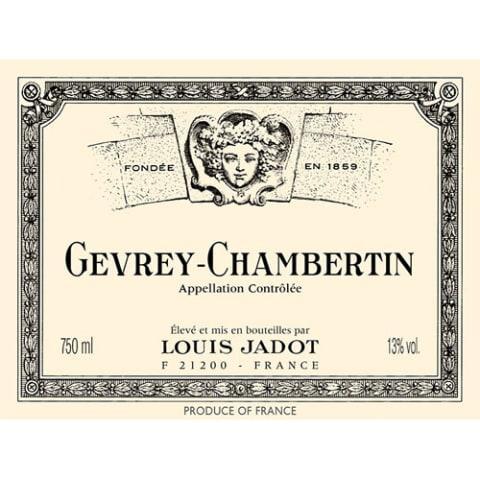 FONDÉE EN 1859
GEVREY-CHAMBERTIN
Appellation Contrôlée
Élevé et mis en bouteilles par
750 ml LOUIS JADOT 13% vol.
F 21200 - FRANCE
PRODUCE OF FRANCE